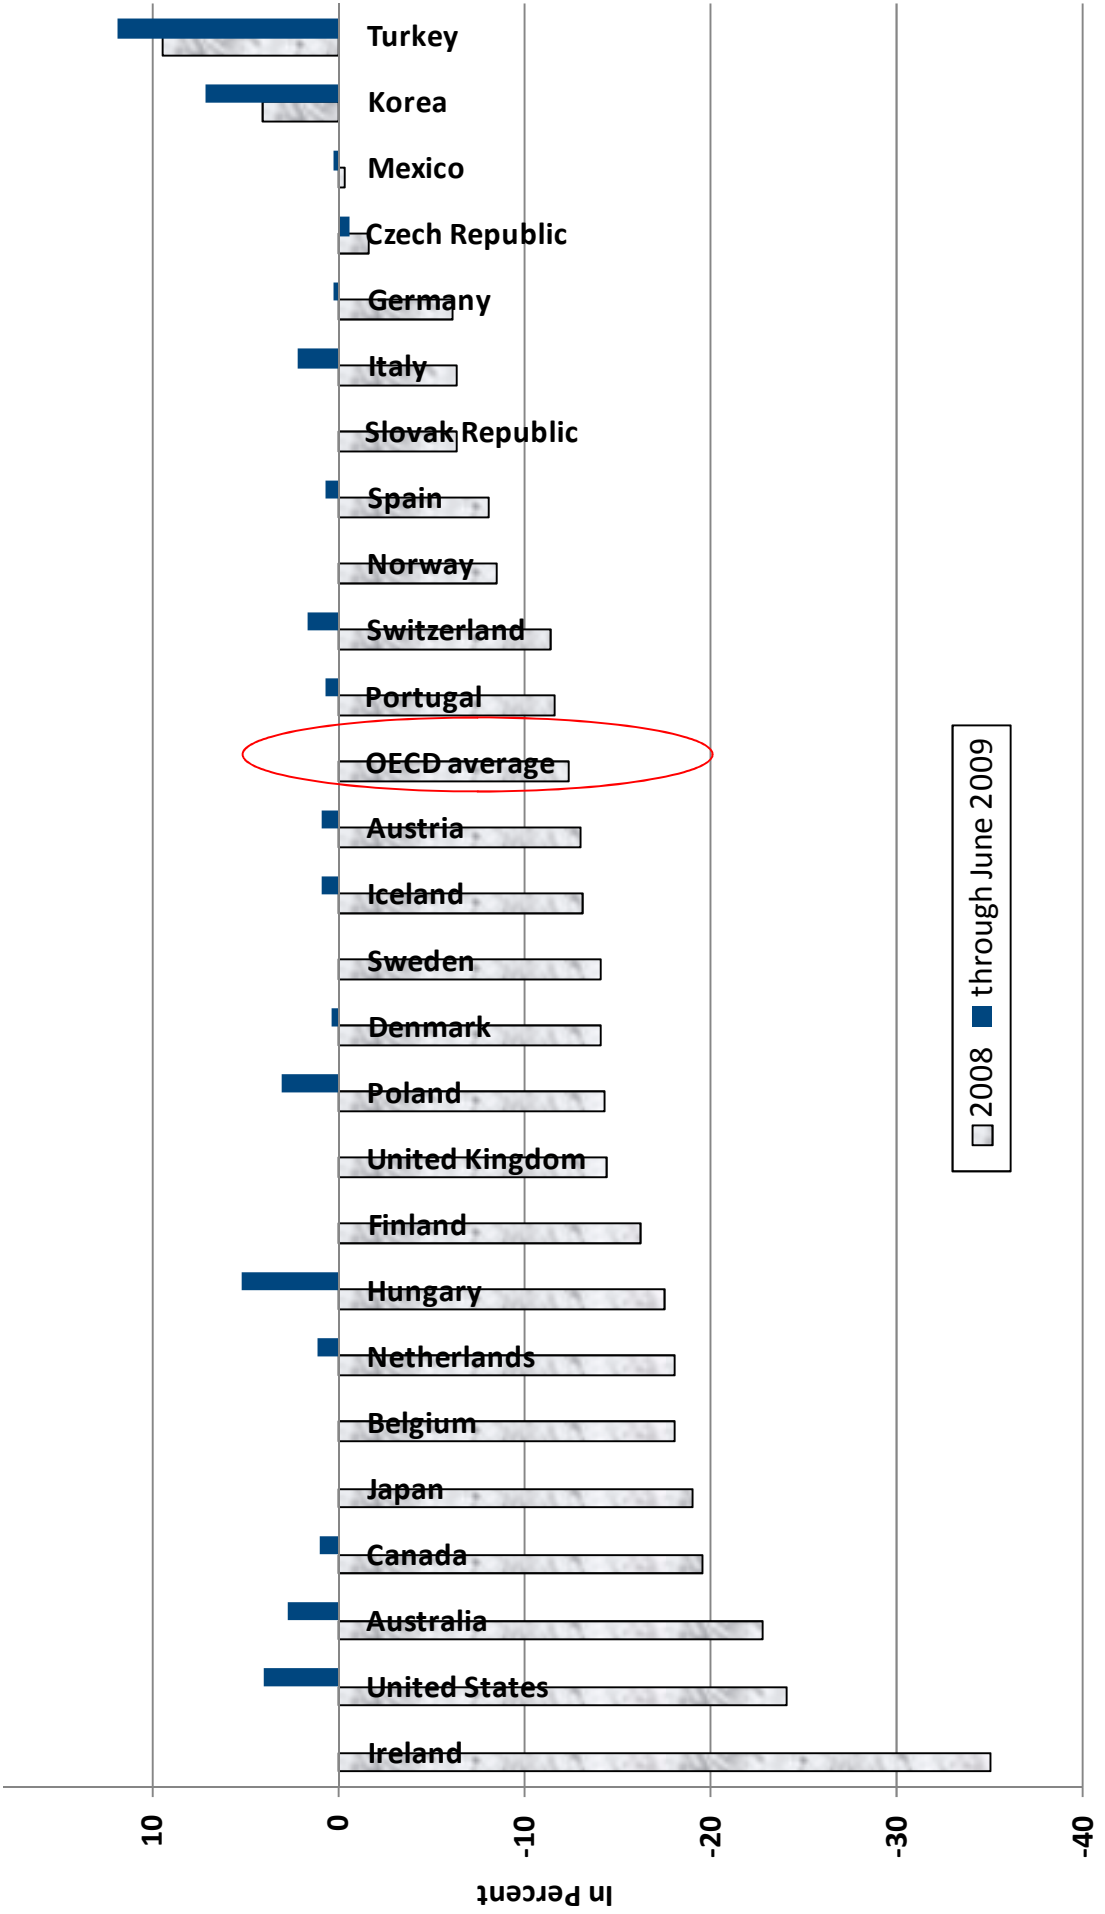 Turkey
Korea
Mexico
Czech Republic
Germany
Italy
Slovak Republic
Spain
Norway
Switzerland
Portugal
OECD average
Austria
Iceland
Sweden
Denmark
Poland
United Kingdom
Finland
Hungary
Netherlands
Belgium
Japan
Canada
Australia
United States
Ireland
2008 through June 2009
10
0
-10
-20
-30
-40
In Percent